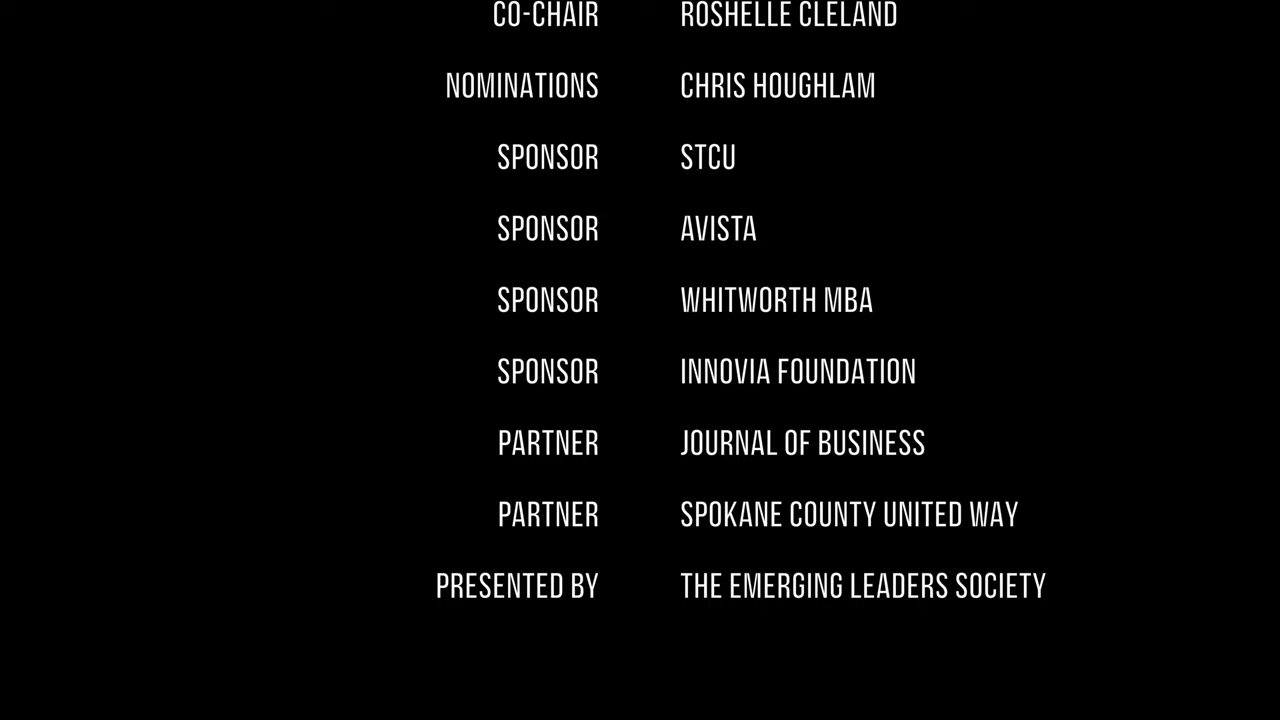 CO-CHAIR ROSHELLE CLELAND
NOMINATIONS CHRIS HOUGHLAM
SPONSOR STCU
SPONSOR AVISTA
SPONSOR WHITWORTH MBA
SPONSOR INNOVIA FOUNDATION
PARTNER JOURNAL OF BUSINESS
PARTNER SPOKANE COUNTY UNITED WAY
PRESENTED BY THE EMERGING LEADERS SOCIETY